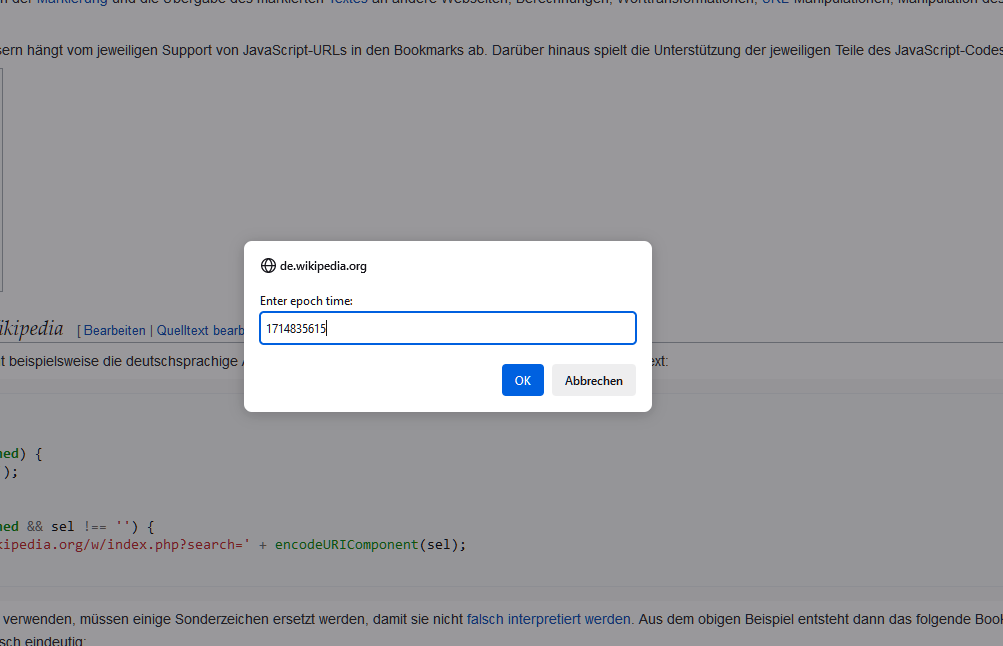 der Markierung und die Übergabe des markierten Textes an andere Webseiten, Berechnungen, Worttransformationen, URL-Manipulationen, Manipulation des
hängt vom jeweiligen Support von JavaScript-URLs in den Bookmarks ab. Darüber hinaus spielt die Unterstützung der jeweiligen Teile des JavaScript-Codes
de.wikipedia.org
Enter epoch time:
1714835615
OK Abbrechen
ikipedia [ Bearbeiten | Quelltext bearb
t beispielsweise die deutschsprachige ext:
ned) {
);
ned && sel !== '') {
kipedia.org/w/index.php?search=' + encodeURIComponent(sel);
verwenden, müssen einige Sonderzeichen ersetzt werden, damit sie nicht falsch interpretiert werden. Aus dem obigen Beispiel entsteht dann das folgende Boo
sch eindeutig: